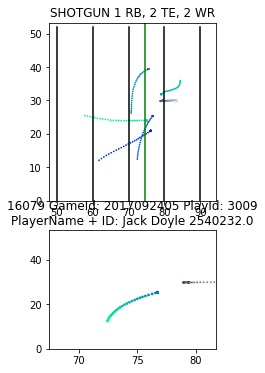 SHOTGUN 1 RB, 2 TE, 2 WR
50
40
30
20
10
0
50 60 70 80 90
16079 GameId: 2017092405 PlayId: 3009
PlayerName + ID: Jack Doyle 2540232.0
40
20
0
70 75 80